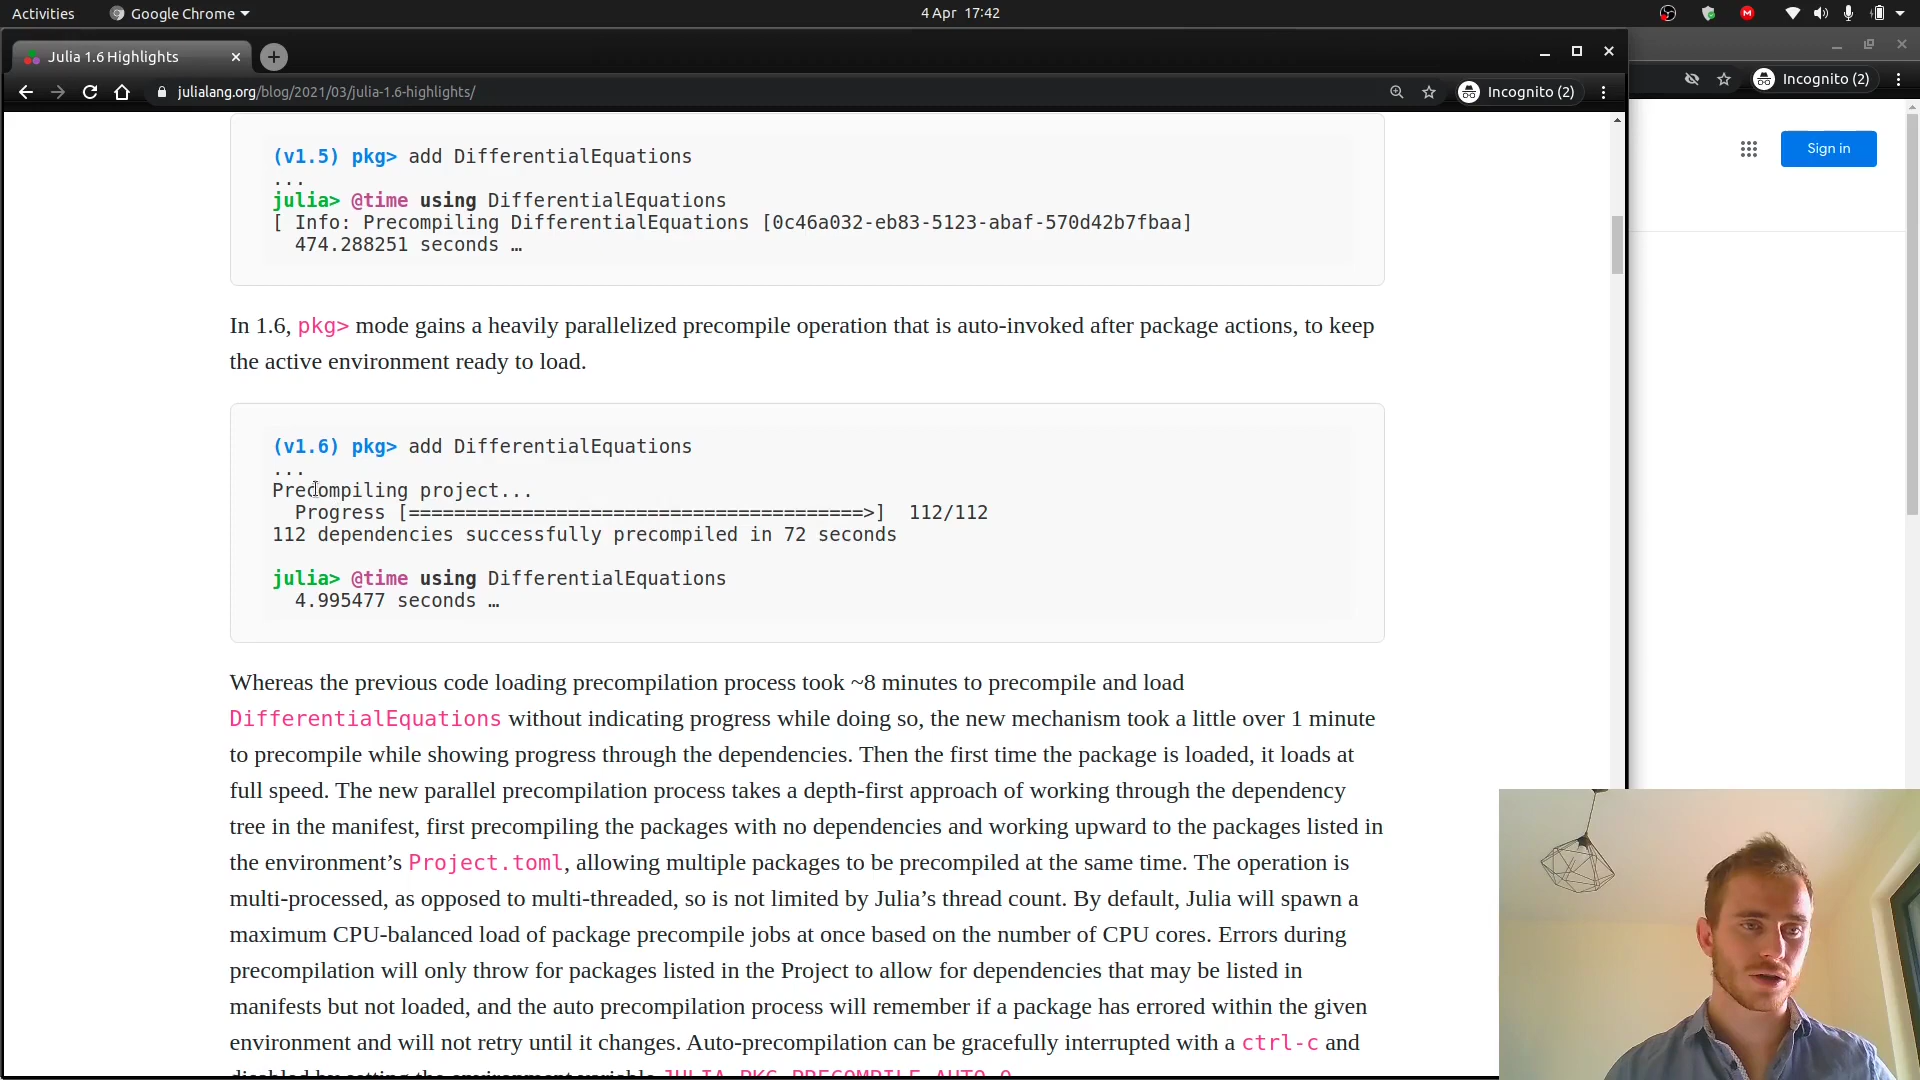 Activities Google Chrome 4 Apr 17:42
Julia 1.6 Highlights
julialang.org/blog/2021/03/julia-1.6-highlights/ Incognito (2) Incognito (2)
Sign in
(v1.5) pkg> add DifferentialEquations
...
julia> @time using DifferentialEquations
[ Info: Precompiling DifferentialEquations [0c46a032-eb83-5123-abaf-570d42b7fbaa]
474.288251 seconds …
In 1.6, pkg> mode gains a heavily parallelized precompile operation that is auto-invoked after package actions, to keep
the active environment ready to load.
(v1.6) pkg> add DifferentialEquations
...
Precompiling project...
Progress [========================================>] 112/112
112 dependencies successfully precompiled in 72 seconds
julia> @time using DifferentialEquations
4.995477 seconds …
Whereas the previous code loading precompilation process took ~8 minutes to precompile and load
DifferentialEquations without indicating progress while doing so, the new mechanism took a little over 1 minute
to precompile while showing progress through the dependencies. Then the first time the package is loaded, it loads at
full speed. The new parallel precompilation process takes a depth-first approach of working through the dependency
tree in the manifest, first precompiling the packages with no dependencies and working upward to the packages listed in
the environment’s Project.toml, allowing multiple packages to be precompiled at the same time. The operation is
multi-processed, as opposed to multi-threaded, so is not limited by Julia’s thread count. By default, Julia will spawn a
maximum CPU-balanced load of package precompile jobs at once based on the number of CPU cores. Errors during
precompilation will only throw for packages listed in the Project to allow for dependencies that may be listed in
manifests but not loaded, and the auto precompilation process will remember if a package has errored within the given
environment and will not retry until it changes. Auto-precompilation can be gracefully interrupted with a ctrl-c and
disabled by setting the environment variable JULIA_PKG_PRECOMPILE_AUTO=0